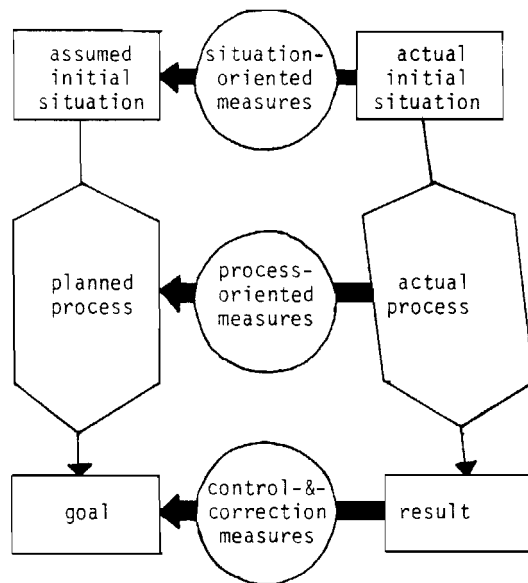 assumed
initial
situation
situation-
oriented
measures
actual
initial
situation
planned
process
process-
oriented
measures
actual
process
goal
control-&-
correction
measures
result